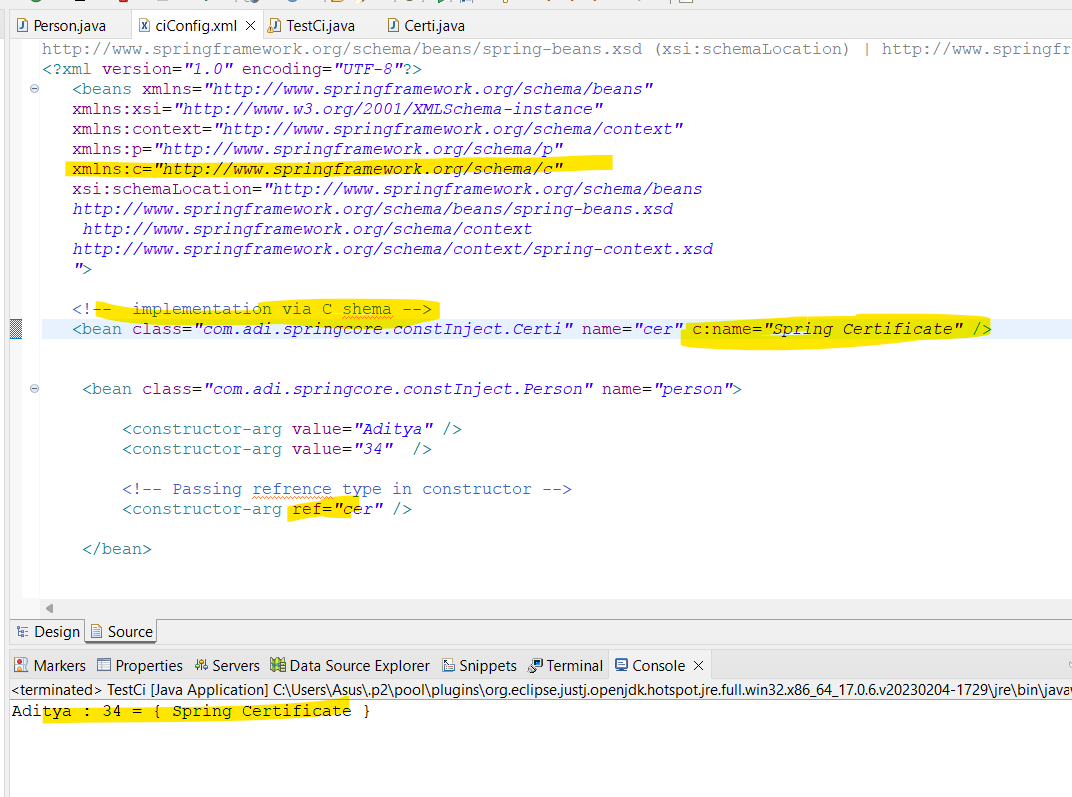 Person.java ciConfig.xml TestCi.java Certi.java
http://www.springframework.org/schema/beans/spring-beans.xsd (xsi:schemaLocation) | http://www.springfr
<?xml version="1.0" encoding="UTF-8"?>
<beans xmlns="http://www.springframework.org/schema/beans"
xmlns:xsi="http://www.w3.org/2001/XMLSchema-instance"
xmlns:context="http://www.springframework.org/schema/context"
xmlns:p="http://www.springframework.org/schema/p"
xmlns:c="http://www.springframework.org/schema/c"
xsi:schemaLocation="http://www.springframework.org/schema/beans
http://www.springframework.org/schema/beans/spring-beans.xsd
http://www.springframework.org/schema/context
http://www.springframework.org/schema/context/spring-context.xsd
">
<!-- implementation via C shema -->
<bean class="com.adi.springcore.constInject.Certi" name="cer" c:name="Spring Certificate" />
<bean class="com.adi.springcore.constInject.Person" name="person">
<constructor-arg value="Aditya" />
<constructor-arg value="34" />
<!-- Passing refrence type in constructor -->
<constructor-arg ref="cer" />
</bean>
Design Source
Markers Properties Servers Data Source Explorer Snippets Terminal Console
<terminated> TestCi [Java Application] C:\Users\Asus\.p2\pool\plugins\org.eclipse.justj.openjdk.hotspot.jre.full.win32.x86_64_17.0.6.v20230204-1729\jre\bin\javaw
Aditya : 34 = { Spring Certificate }